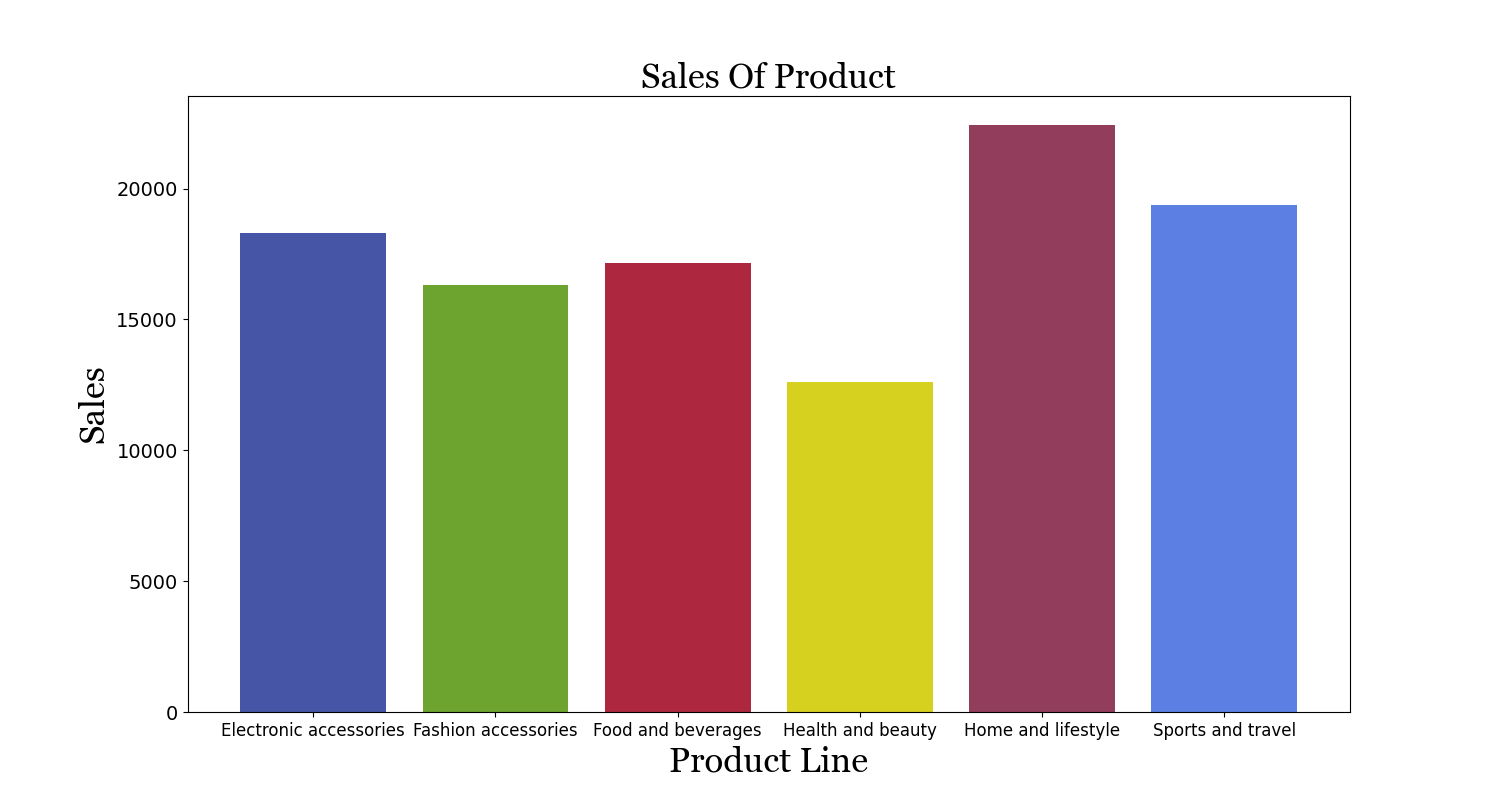 Sales Of Product
20000
15000
10000
5000
0
Sales
Electronic accessories Fashion accessories Food and beverages Health and beauty Home and lifestyle Sports and travel
Product Line